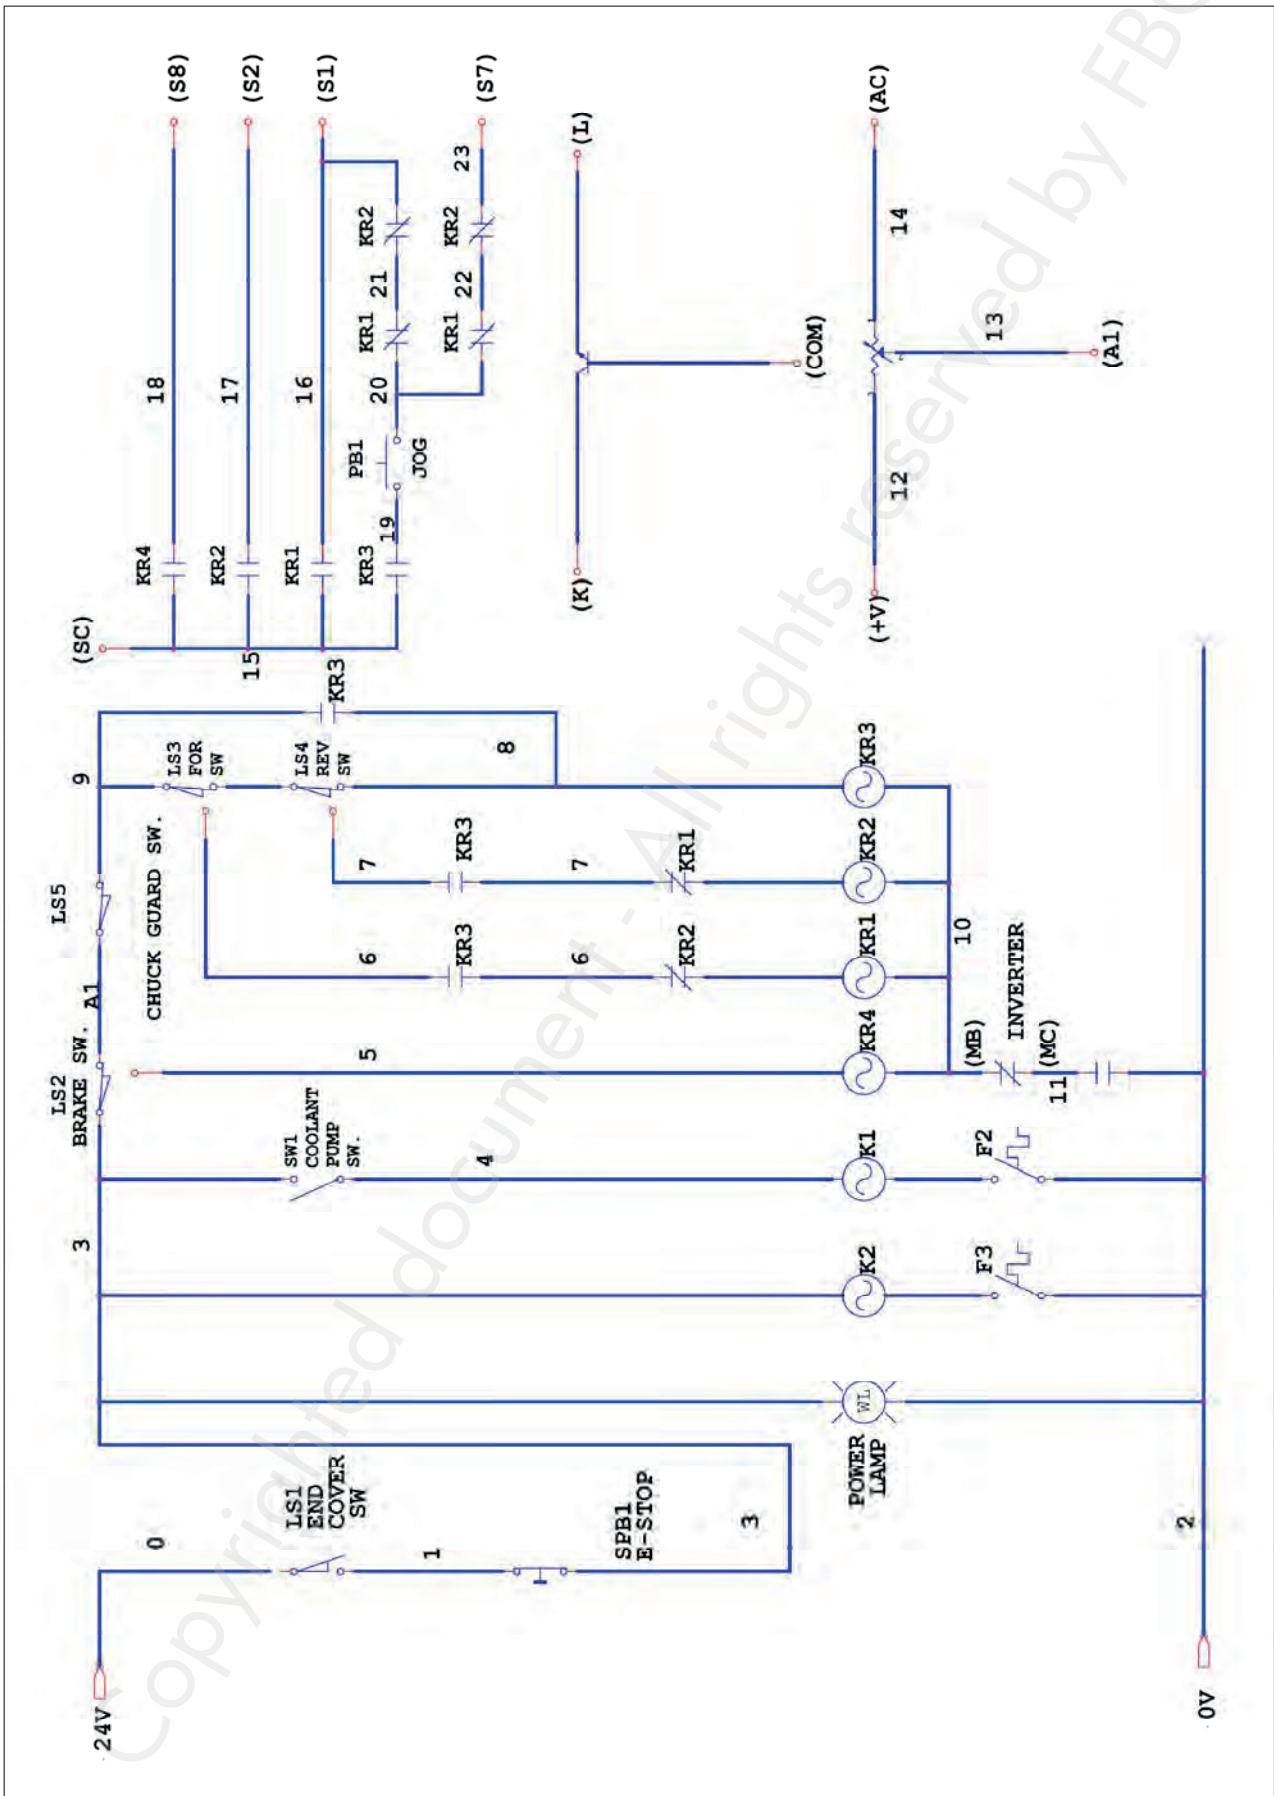 24V
0
LS1
END
COVER
SW
1
SPB1
E-STOP
3
POWER
LAMP
WL
2
0V
3
K2
F3
SW1
COOLANT
PUMP
SW.
4
K1
F2
LS2
BRAKE SW.
A1
5
KR4
(MB)
INVERTER
(MC)
11
10
LS5
CHUCK GUARD SW.
6
KR3
6
KR2
KR1
7
KR3
7
KR1
KR2
9
LS3
FOR
SW
LS4
REV
SW
8
KR3
KR3
(SC)
15
KR4
18
(S8)
KR2
17
(S2)
KR1
16
(S1)
KR3
19
PB1
JOG
20
KR1
21
KR2
KR1
22
KR2
23
(S7)
(K)
(L)
(COM)
(+V)
12
14
(AC)
13
(A1)
Copyrighted document - All rights reserved by FBC